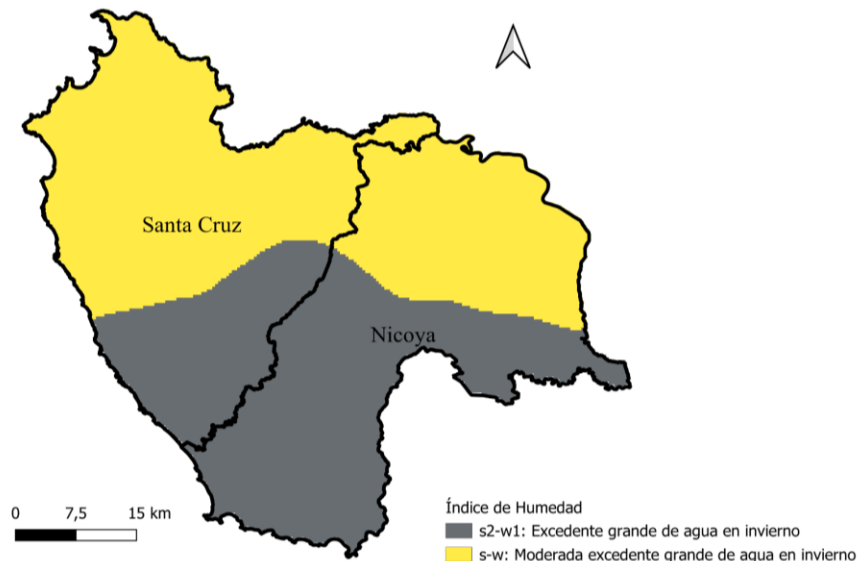 Santa Cruz
Nicoya
0 7,5 15 km
Índice de Humedad
s2-w1: Excedente grande de agua en invierno
s-w: Moderada excedente grande de agua en invierno